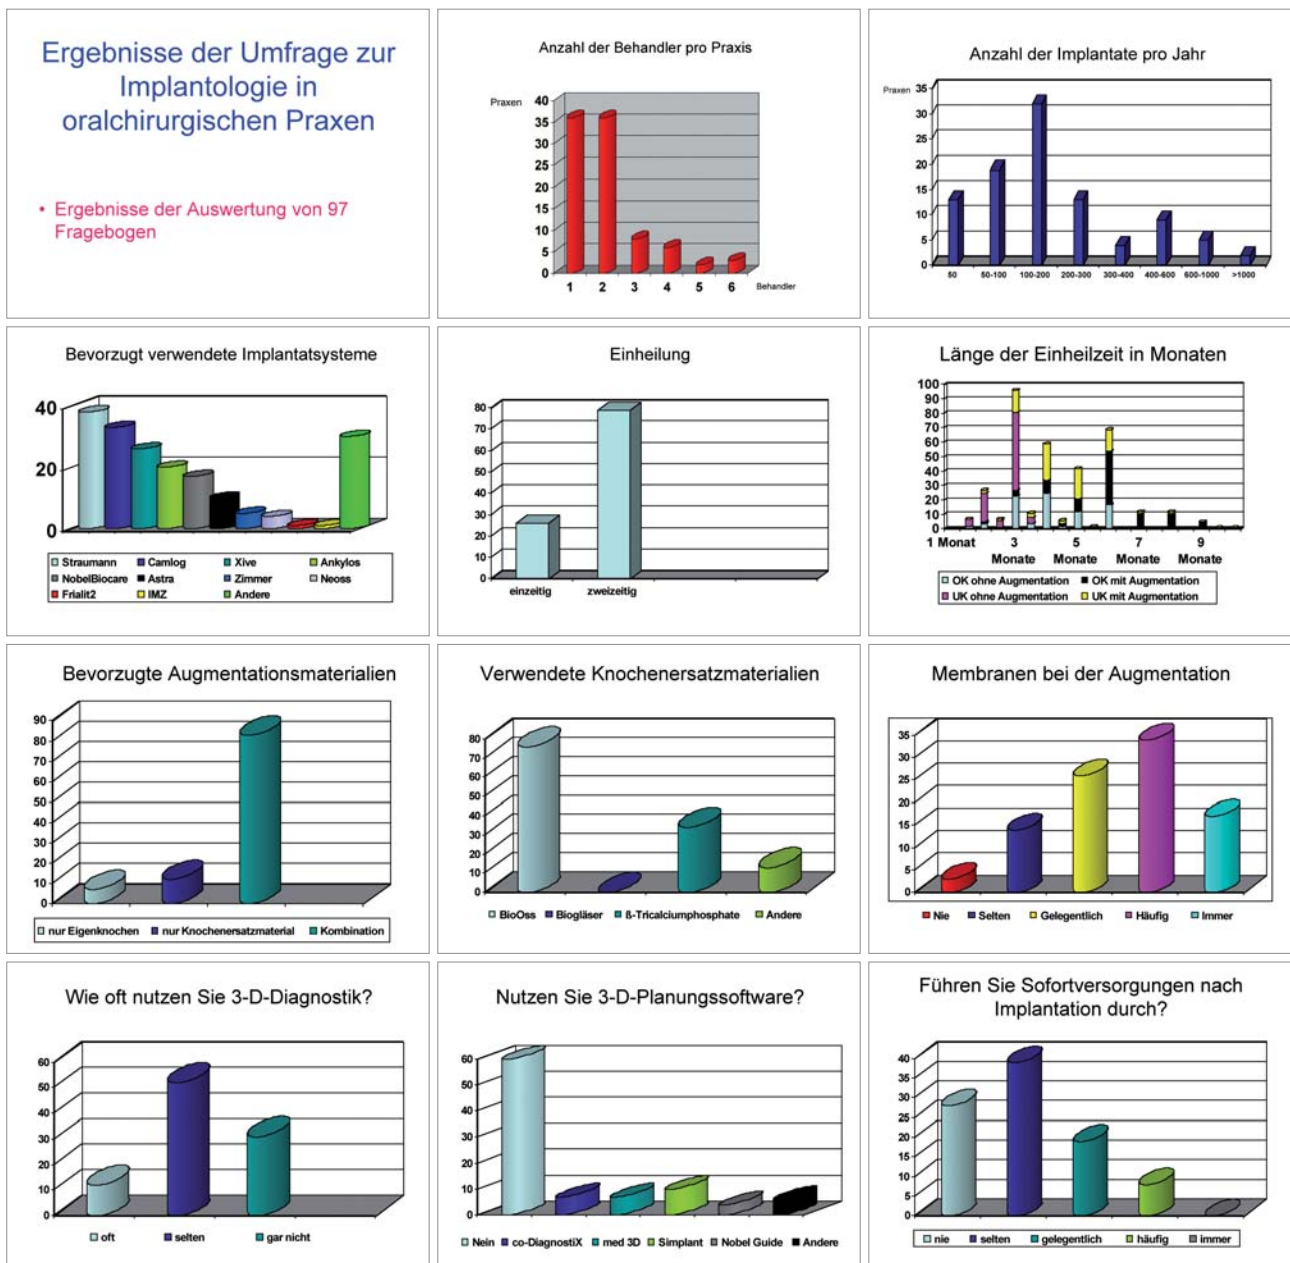 Ergebnisse der Umfrage zur
Implantologie in
oralchirurgischen Praxen
• Ergebnisse der Auswertung von 97
Fragebogen
Anzahl der Behandler pro Praxis
Praxen
40
35
30
25
20
15
10
5
0
1 2 3 4 5 6 Behandler
Anzahl der Implantate pro Jahr
Praxen
35
30
25
20
15
10
5
0
50 50-100 100-200 200-300 300-400 400-600 600-1000 >1000
Bevorzugt verwendete Implantatsysteme
40
20
0
Straumann Camlog Xive Ankylos
NobelBiocare Astra Zimmer Neoss
Frialit2 IMZ Andere
Einheilung
80
70
60
50
40
30
20
10
0
einzeitig zweizeitig
Länge der Einheilzeit in Monaten
100
90
80
70
60
50
40
30
20
10
0
1 Monat 3 5 7 9
Monate Monate Monate Monate
OK ohne Augmentation OK mit Augmentation
UK ohne Augmentation UK mit Augmentation
Bevorzugte Augmentationsmaterialien
90
80
70
60
50
40
30
20
10
0
nur Eigenknochen nur Knochenersatzmaterial Kombination
Verwendete Knochenersatzmaterialien
80
70
60
50
40
30
20
10
0
BioOss Biogläser ß-Tricalciumphosphate Andere
Membranen bei der Augmentation
35
30
25
20
15
10
5
0
Nie Selten Gelegentlich Häufig Immer
Wie oft nutzen Sie 3-D-Diagnostik?
60
50
40
30
20
10
0
oft selten gar nicht
Nutzen Sie 3-D-Planungssoftware?
60
50
40
30
20
10
0
Nein co-DiagnostiX med 3D Simplant Nobel Guide Andere
Führen Sie Sofortversorgungen nach
Implantation durch?
40
35
30
25
20
15
10
5
0
nie selten gelegentlich häufig immer